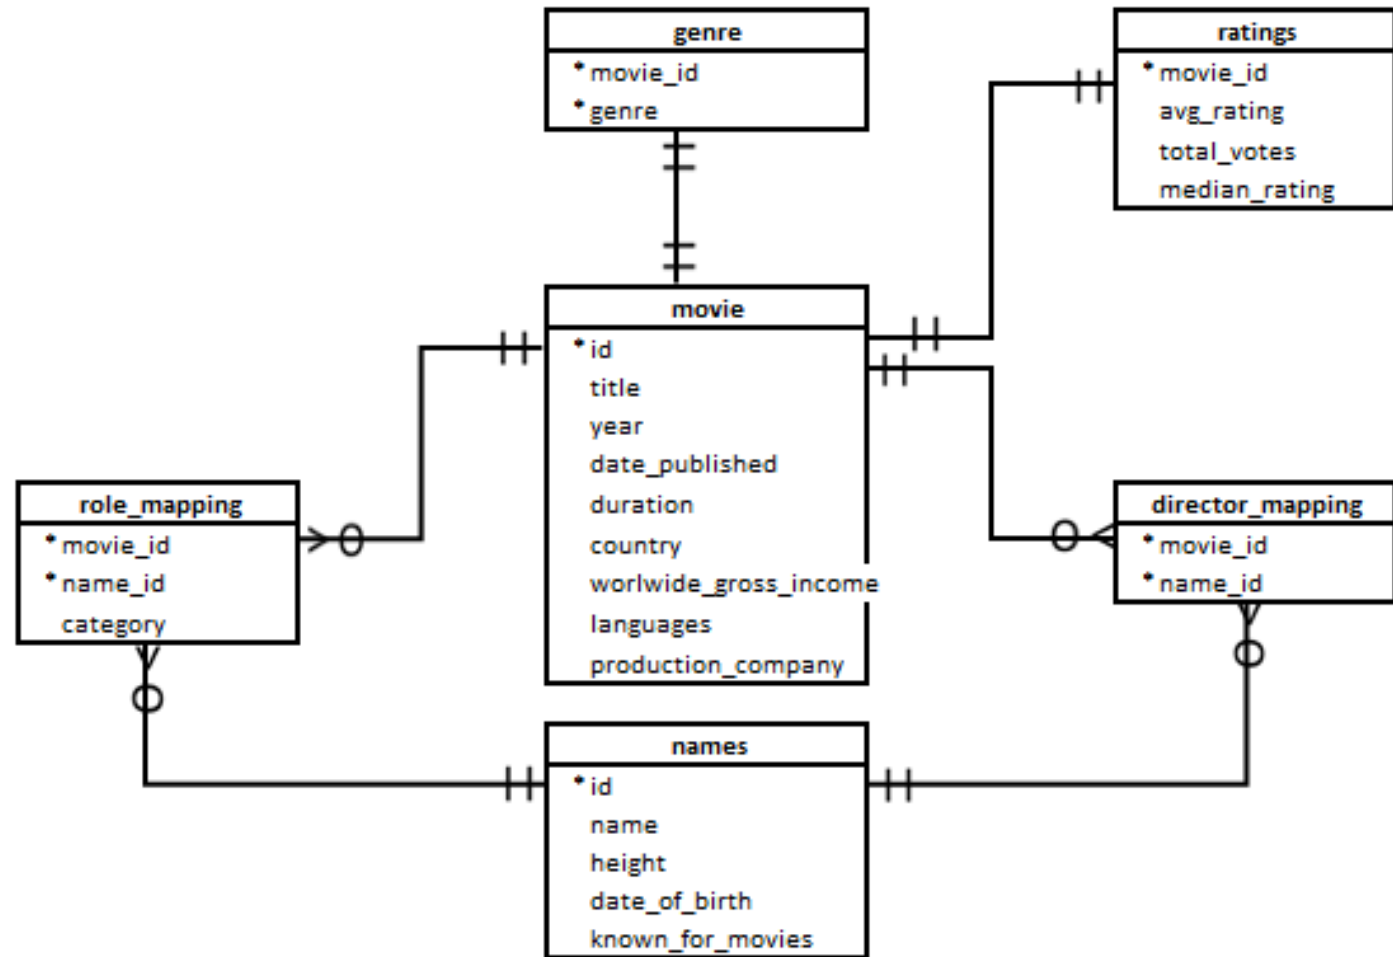 genre
* movie_id
* genre
ratings
* movie_id
avg_rating
total_votes
median_rating
movie
* id
title
year
date_published
duration
country
worlwide_gross_income
languages
production_company
role_mapping
* movie_id
* name_id
category
director_mapping
* movie_id
* name_id
names
* id
name
height
date_of_birth
known_for_movies